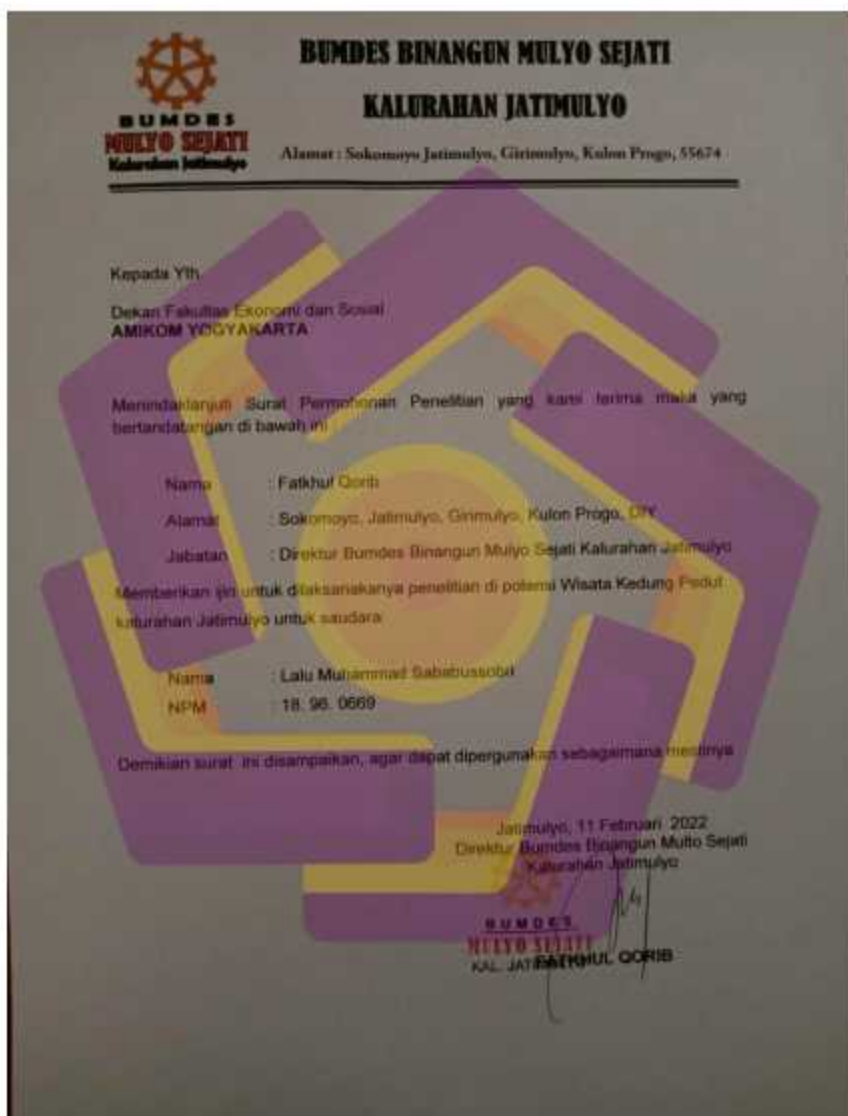 BUMDES BINANGUN MULYO SEJATI
KALURAHAN JATIMULYO
Alamat : Sokomoyo Jatimulyo, Girimulyo, Kulon Progo, 55674
BUMDES
MULYO SEJATI
Kalurahan Jatimulyo
Kepada Yth.
Dekan Fakultas Ekonomi dan Sosial
AMIKOM YOGYAKARTA
Menindaklanjuti Surat Permohonan Penelitian yang kami terima maka yang
bertandatangan di bawah ini
Nama : Fatkhul Qorib
Alamat : Sokomoyo, Jatimulyo, Girimulyo, Kulon Progo, DIY
Jabatan : Direktur Bumdes Binangun Mulyo Sejati Kalurahan Jatimulyo
Memberikan ijin untuk dilaksanakanya penelitian di potensi Wisata Kedung Pedut
kalurahan Jatimulyo untuk saudara
Nama : Lalu Muhammad Sababussobil
NPM : 18. 96. 0669
Demikian surat ini disampaikan, agar dapat dipergunakan sebagaimana mestinya
Jatimulyo, 11 Februari 2022
Direktur Bumdes Binangun Multo Sejati
Kalurahan Jatimulyo
BUMDES
MULYO SEJATI
KAL. FATKHUL QORIB